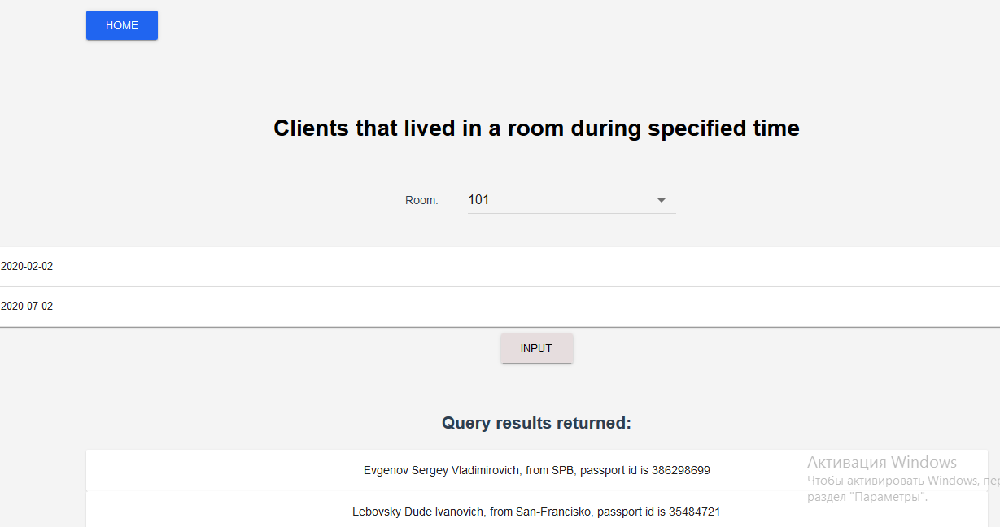 HOME
Clients that lived in a room during specified time
Room:
101
2020-02-02
2020-07-02
INPUT
Query results returned:
Evgenov Sergey Vladimirovich, from SPB, passport id is 386298699
Lebovsky Dude Ivanovich, from San-Francisko, passport id is 35484721
Активация Windows
Чтобы активировать Windows,
раздел "Параметры".